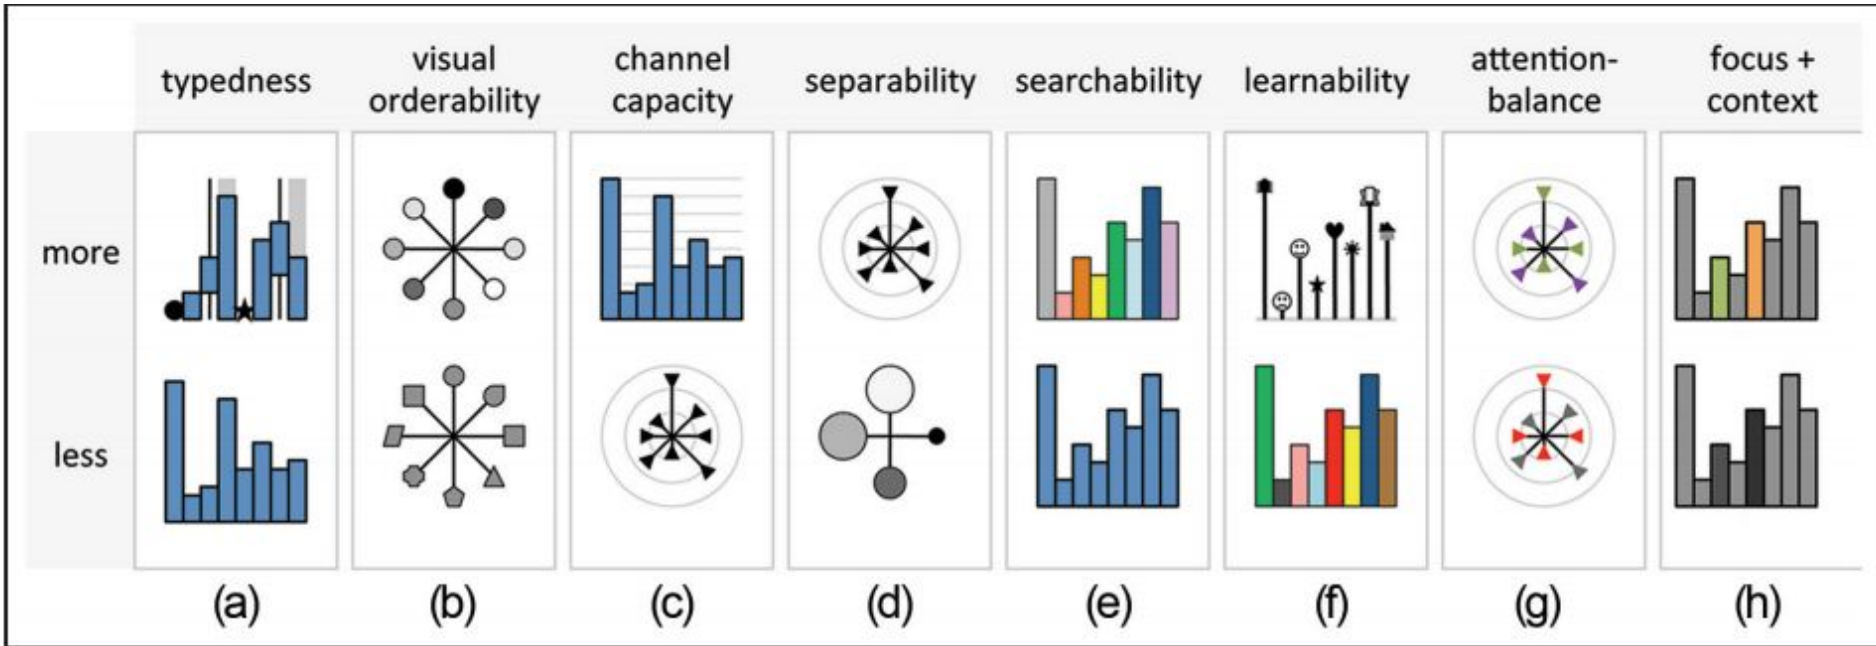 typedness
visual
orderability
channel
capacity
separability
searchability
learnability
attention-
balance
focus +
context
more
less
(a)
(b)
(c)
(d)
(e)
(f)
(g)
(h)